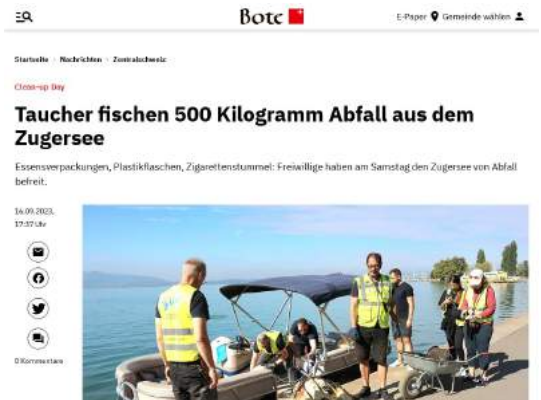 Bote
E-Paper Gemeinde wählen
Startseite Nachrichten Zentralschweiz
Clean-up Day
Taucher fischen 500 Kilogramm Abfall aus dem
Zugersee
Essensverpackungen, Plastikflaschen, Zigarettenstummel: Freiwillige haben am Samstag den Zugersee von Abfall
befreit.
16.09.2023,
17:37 Uhr
0 Kommentare